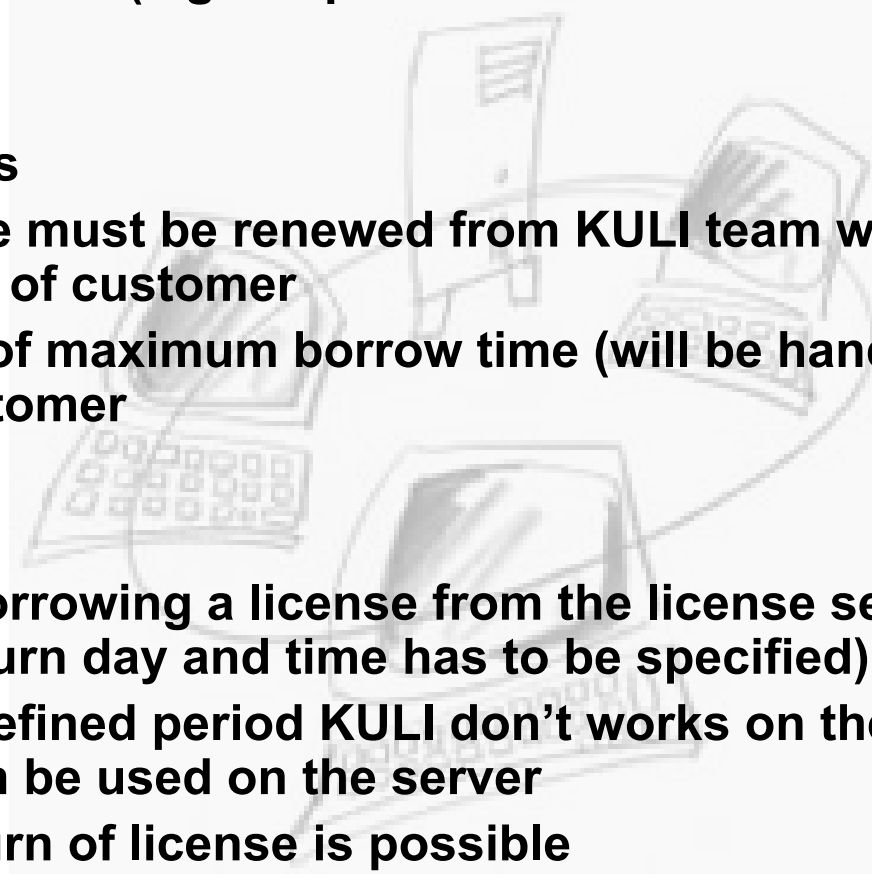 s
e must be renewed from KULI team w
of customer
of maximum borrow time (will be han
tomer
orrowing a license from the license se
urn day and time has to be specified)
efined period KULI don’t works on the
n be used on the server
urn of license is possible